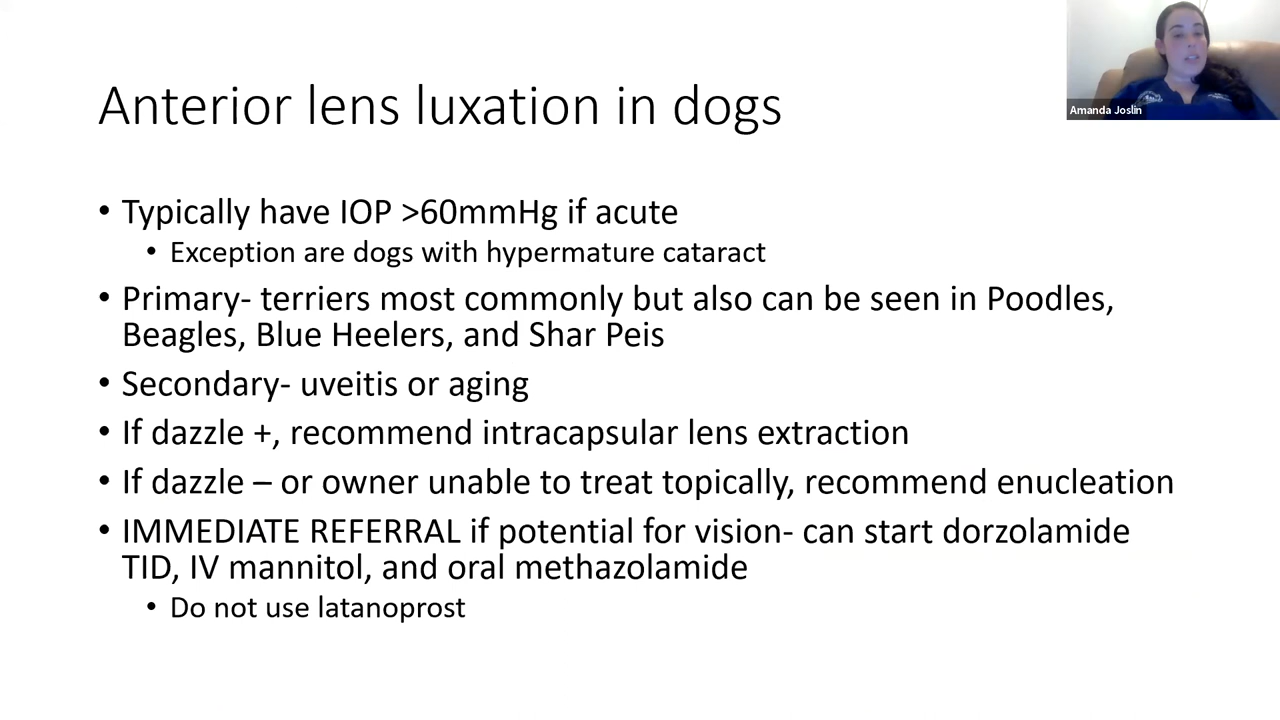 Anterior lens luxation in dogs
Amanda Joslin
• Typically have IOP >60mmHg if acute
• Exception are dogs with hypermature cataract
• Primary- terriers most commonly but also can be seen in Poodles,
Beagles, Blue Heelers, and Shar Peis
• Secondary- uveitis or aging
• If dazzle +, recommend intracapsular lens extraction
• If dazzle – or owner unable to treat topically, recommend enucleation
• IMMEDIATE REFERRAL if potential for vision- can start dorzolamide
TID, IV mannitol, and oral methazolamide
• Do not use latanoprost